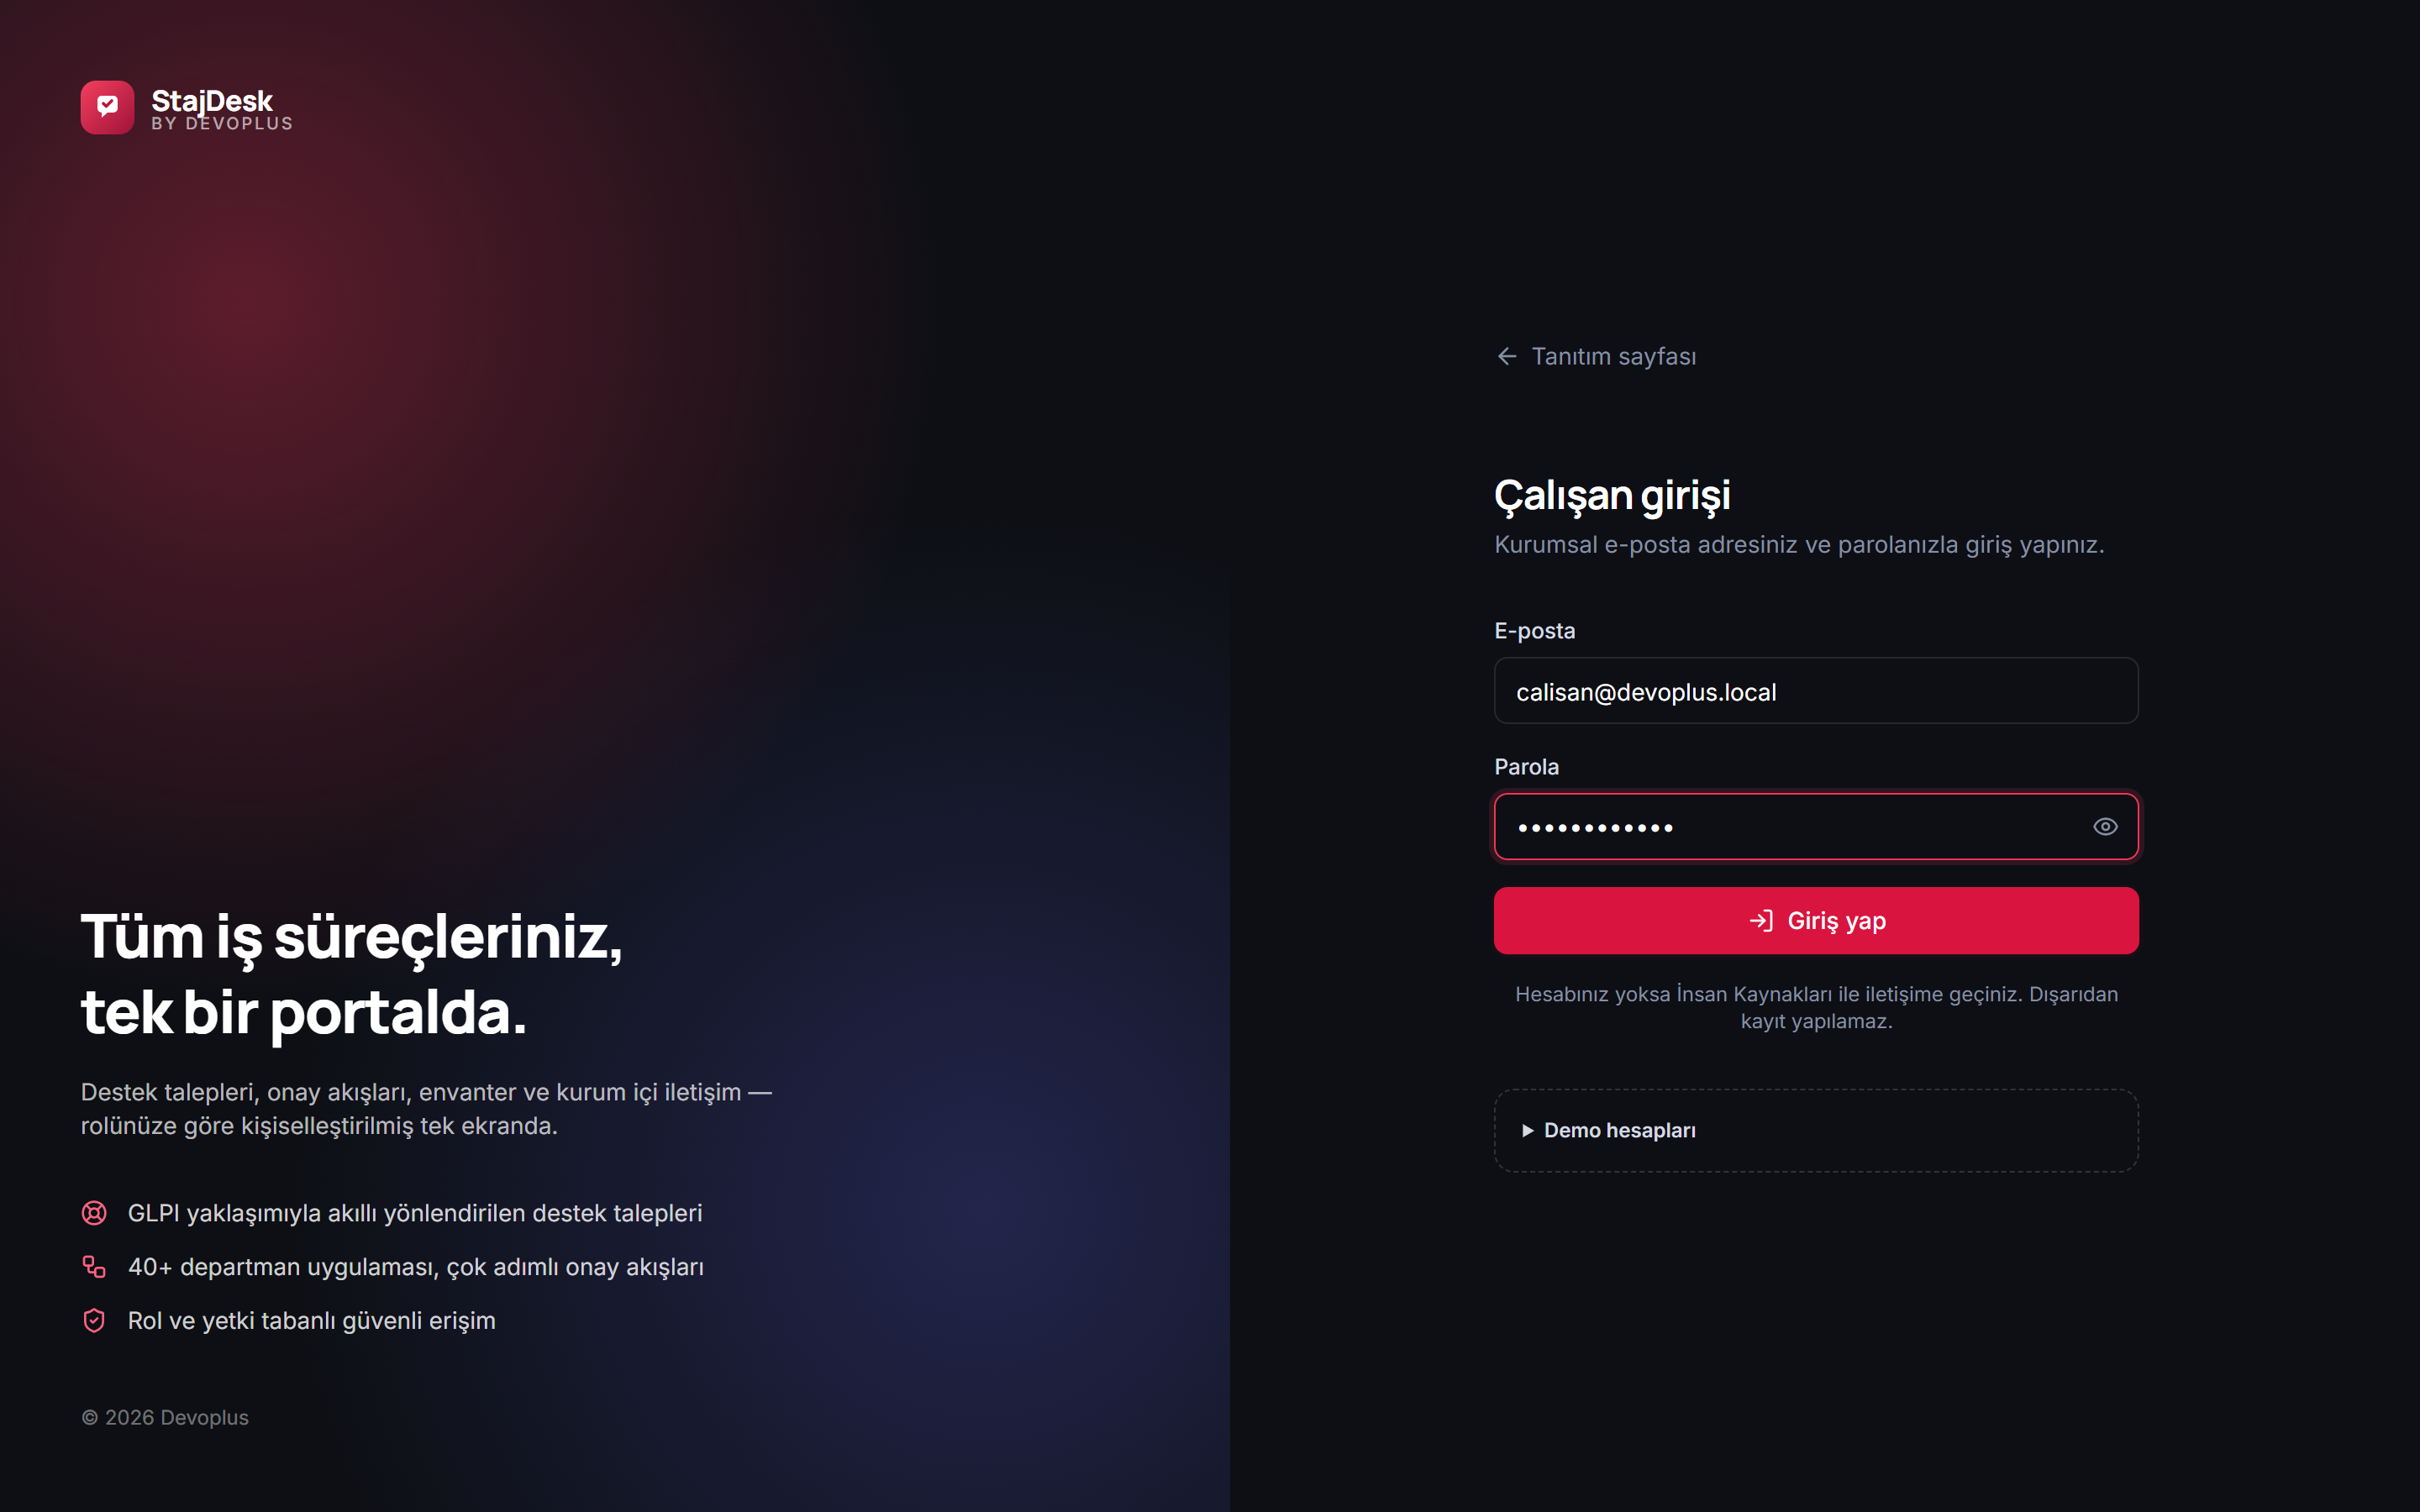 StajDesk
BY DEVOPLUS
Tüm iş süreçleriniz,
tek bir portalda.
Destek talepleri, onay akışları, envanter ve kurum içi iletişim —
rolünüze göre kişiselleştirilmiş tek ekranda.
GLPI yaklaşımıyla akıllı yönlendirilen destek talepleri
40+ departman uygulaması, çok adımlı onay akışları
Rol ve yetki tabanlı güvenli erişim
© 2026 Devoplus
Tanıtım sayfası
Çalışan girişi
Kurumsal e-posta adresiniz ve parolanızla giriş yapınız.
E-posta
calisan@devoplus.local
Parola
••••••••••••
Giriş yap
Hesabınız yoksa İnsan Kaynakları ile iletişime geçiniz. Dışarıdan
kayıt yapılamaz.
Demo hesapları